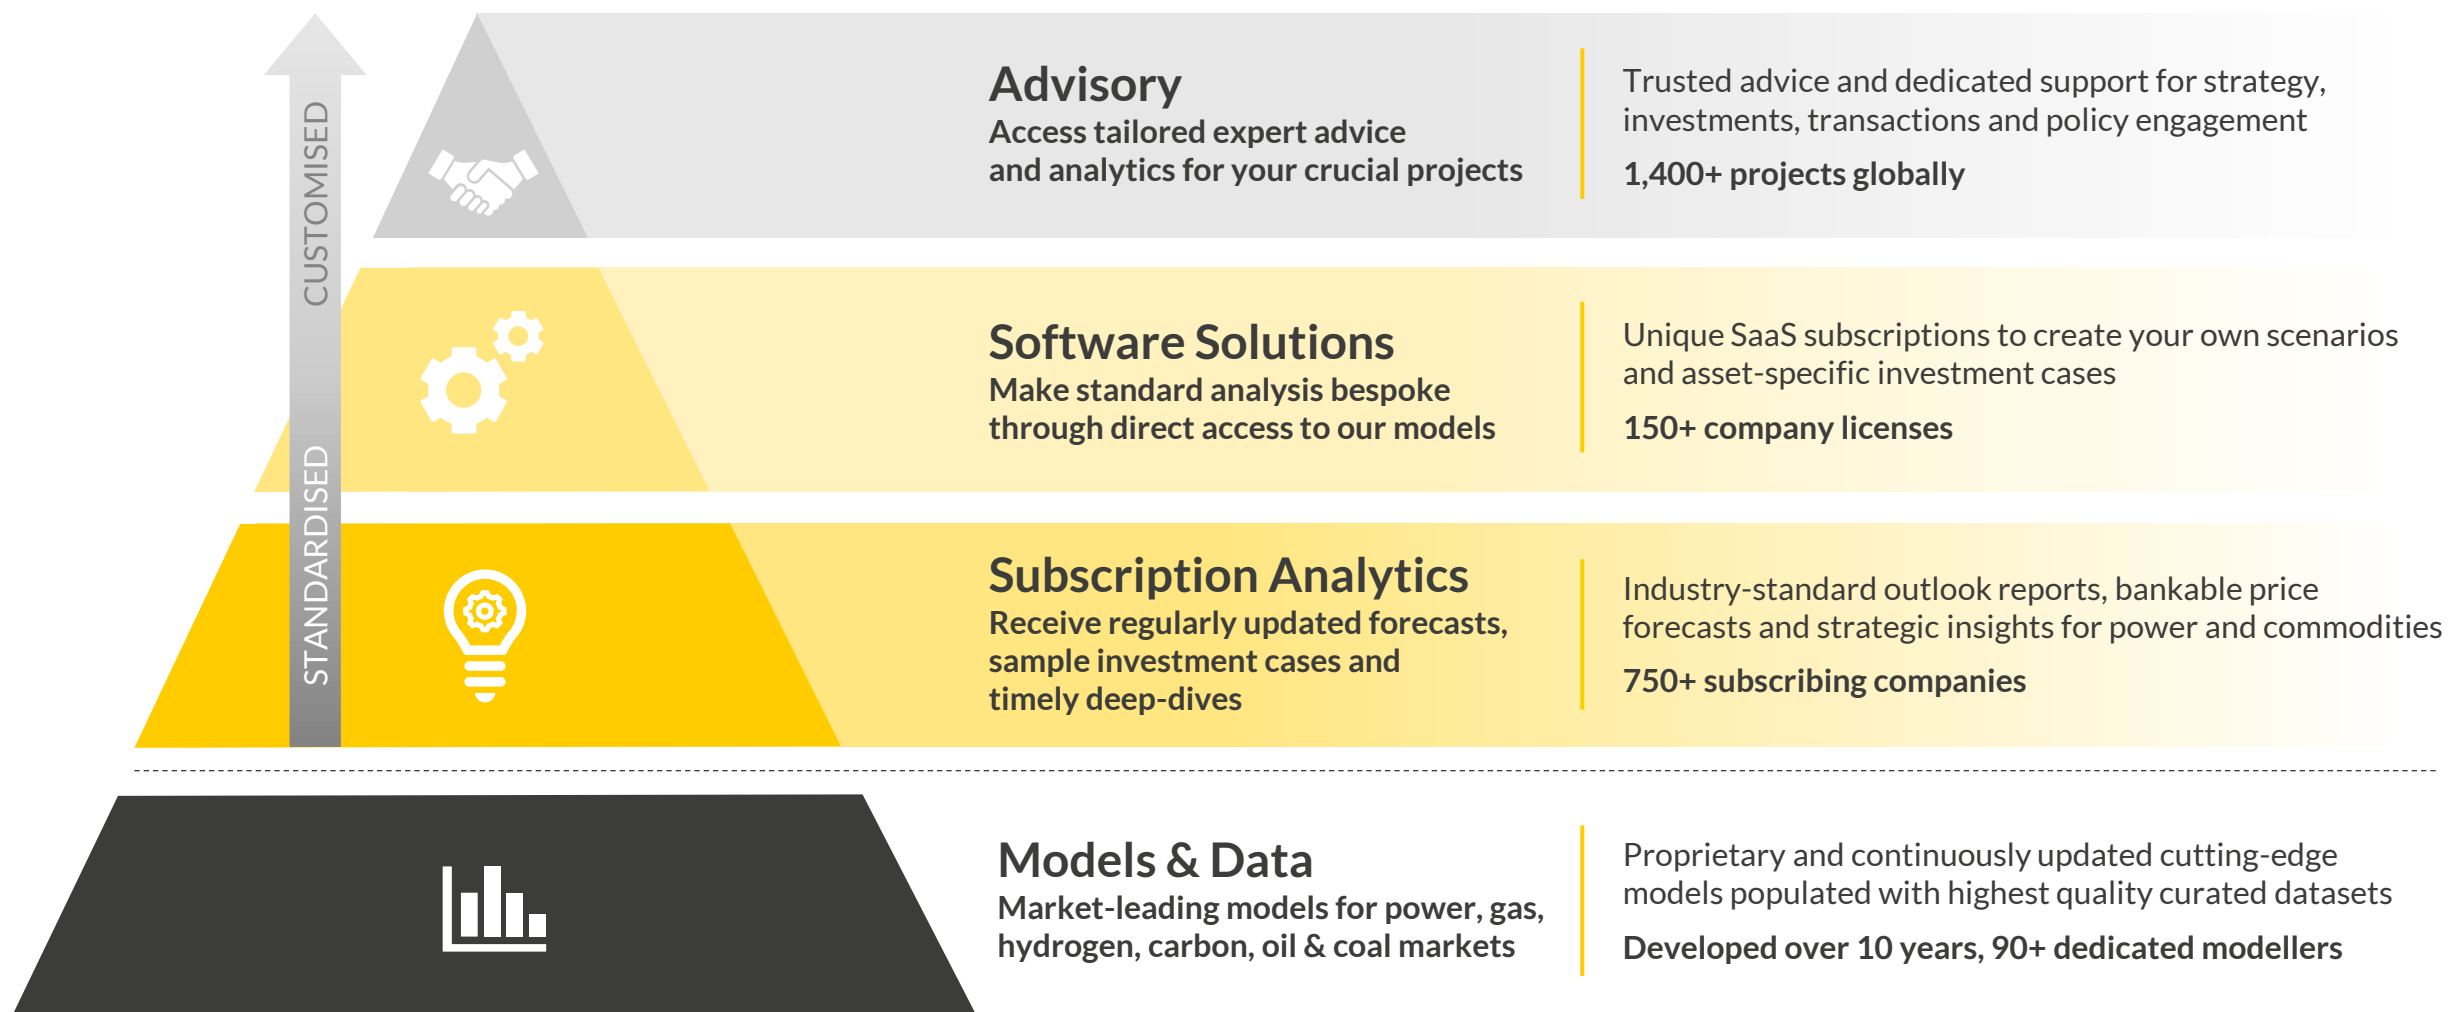 CUSTOMISED
STANDARDISED
Advisory
Access tailored expert advice
and analytics for your crucial projects
Trusted advice and dedicated support for strategy,
investments, transactions and policy engagement
1,400+ projects globally
Software Solutions
Make standard analysis bespoke
through direct access to our models
Unique SaaS subscriptions to create your own scenarios
and asset-specific investment cases
150+ company licenses
Subscription Analytics
Receive regularly updated forecasts,
sample investment cases and
timely deep-dives
Industry-standard outlook reports, bankable price
forecasts and strategic insights for power and commodities
750+ subscribing companies
Models & Data
Market-leading models for power, gas,
hydrogen, carbon, oil & coal markets
Proprietary and continuously updated cutting-edge
models populated with highest quality curated datasets
Developed over 10 years, 90+ dedicated modellers